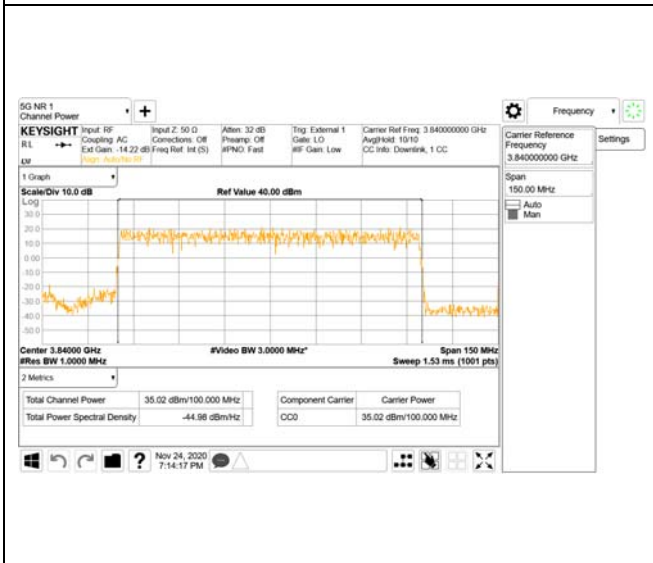 5G NR 1
Channel Power
Frequency
KEYSIGHT
RL
Input: RF
Coupling: AC
Ext Gain: -14.22 dB
Align: Auto/No RF
Input Z: 50 Ω
Corrections: Off
Freq Ref: Int (S)
Atten: 32 dB
Preamp: Off
#PNO: Fast
Trig: External 1
Gate: LO
#IF Gain: Low
Carrier Ref Freq: 3.840000000 GHz
Avg|Hold: 10/10
CC Info: Downlink, 1 CC
Carrier Reference
Frequency
3.840000000 GHz
Settings
Span
150.00 MHz
Auto
Man
1 Graph
Scale/Div 10.0 dB
Ref Value 40.00 dBm
Log
30.0
20.0
10.0
0.00
-10.0
-20.0
-30.0
-40.0
-50.0
Center 3.84000 GHz
#Video BW 3.0000 MHz*
Span 150 MHz
#Res BW 1.0000 MHz
Sweep 1.53 ms (1001 pts)
2 Metrics
Total Channel Power 35.02 dBm/100.000 MHz
Total Power Spectral Density -44.98 dBm/Hz
Component Carrier Carrier Power
CC0 35.02 dBm/100.000 MHz
Nov 24, 2020
7:14:17 PM